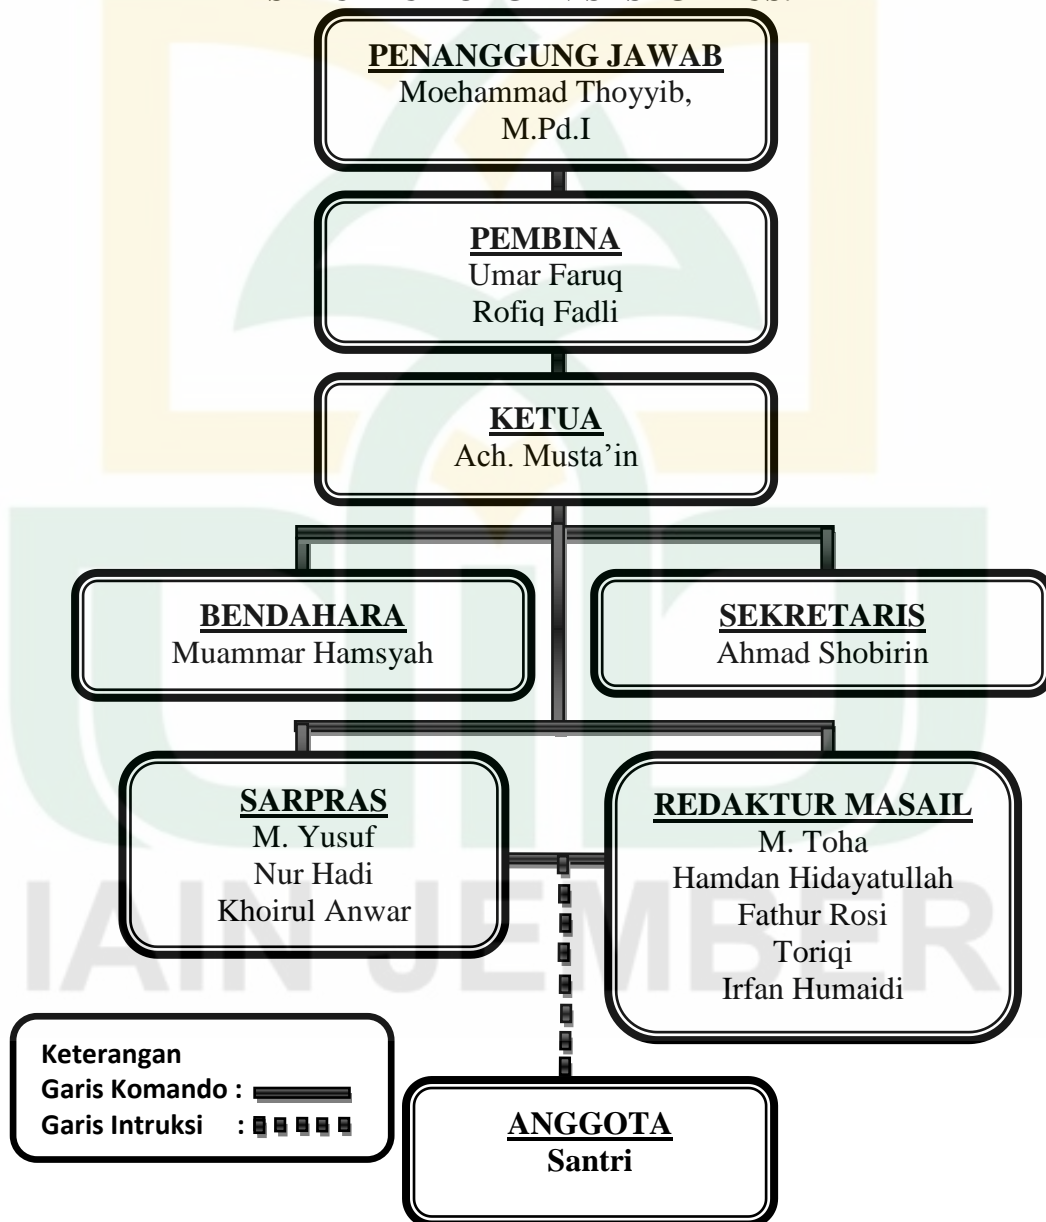 PENANGGUNG JAWAB
Moehammad Thoyyib,
M.Pd.I
PEMBINA
Umar Faruq
Rofiq Fadli
KETUA
Ach. Musta’in
BENDAHARA
Muammar Hamsyah
SEKRETARIS
Ahmad Shobirin
SARPRAS
M. Yusuf
Nur Hadi
Khoirul Anwar
REDAKTUR MASAIL
M. Toha
Hamdan Hidayatullah
Fathur Rosi
Toriqi
Irfan Humaidi
IAIN JEMBER
Keterangan
Garis Komando :
Garis Intruksi :
ANGGOTA
Santri